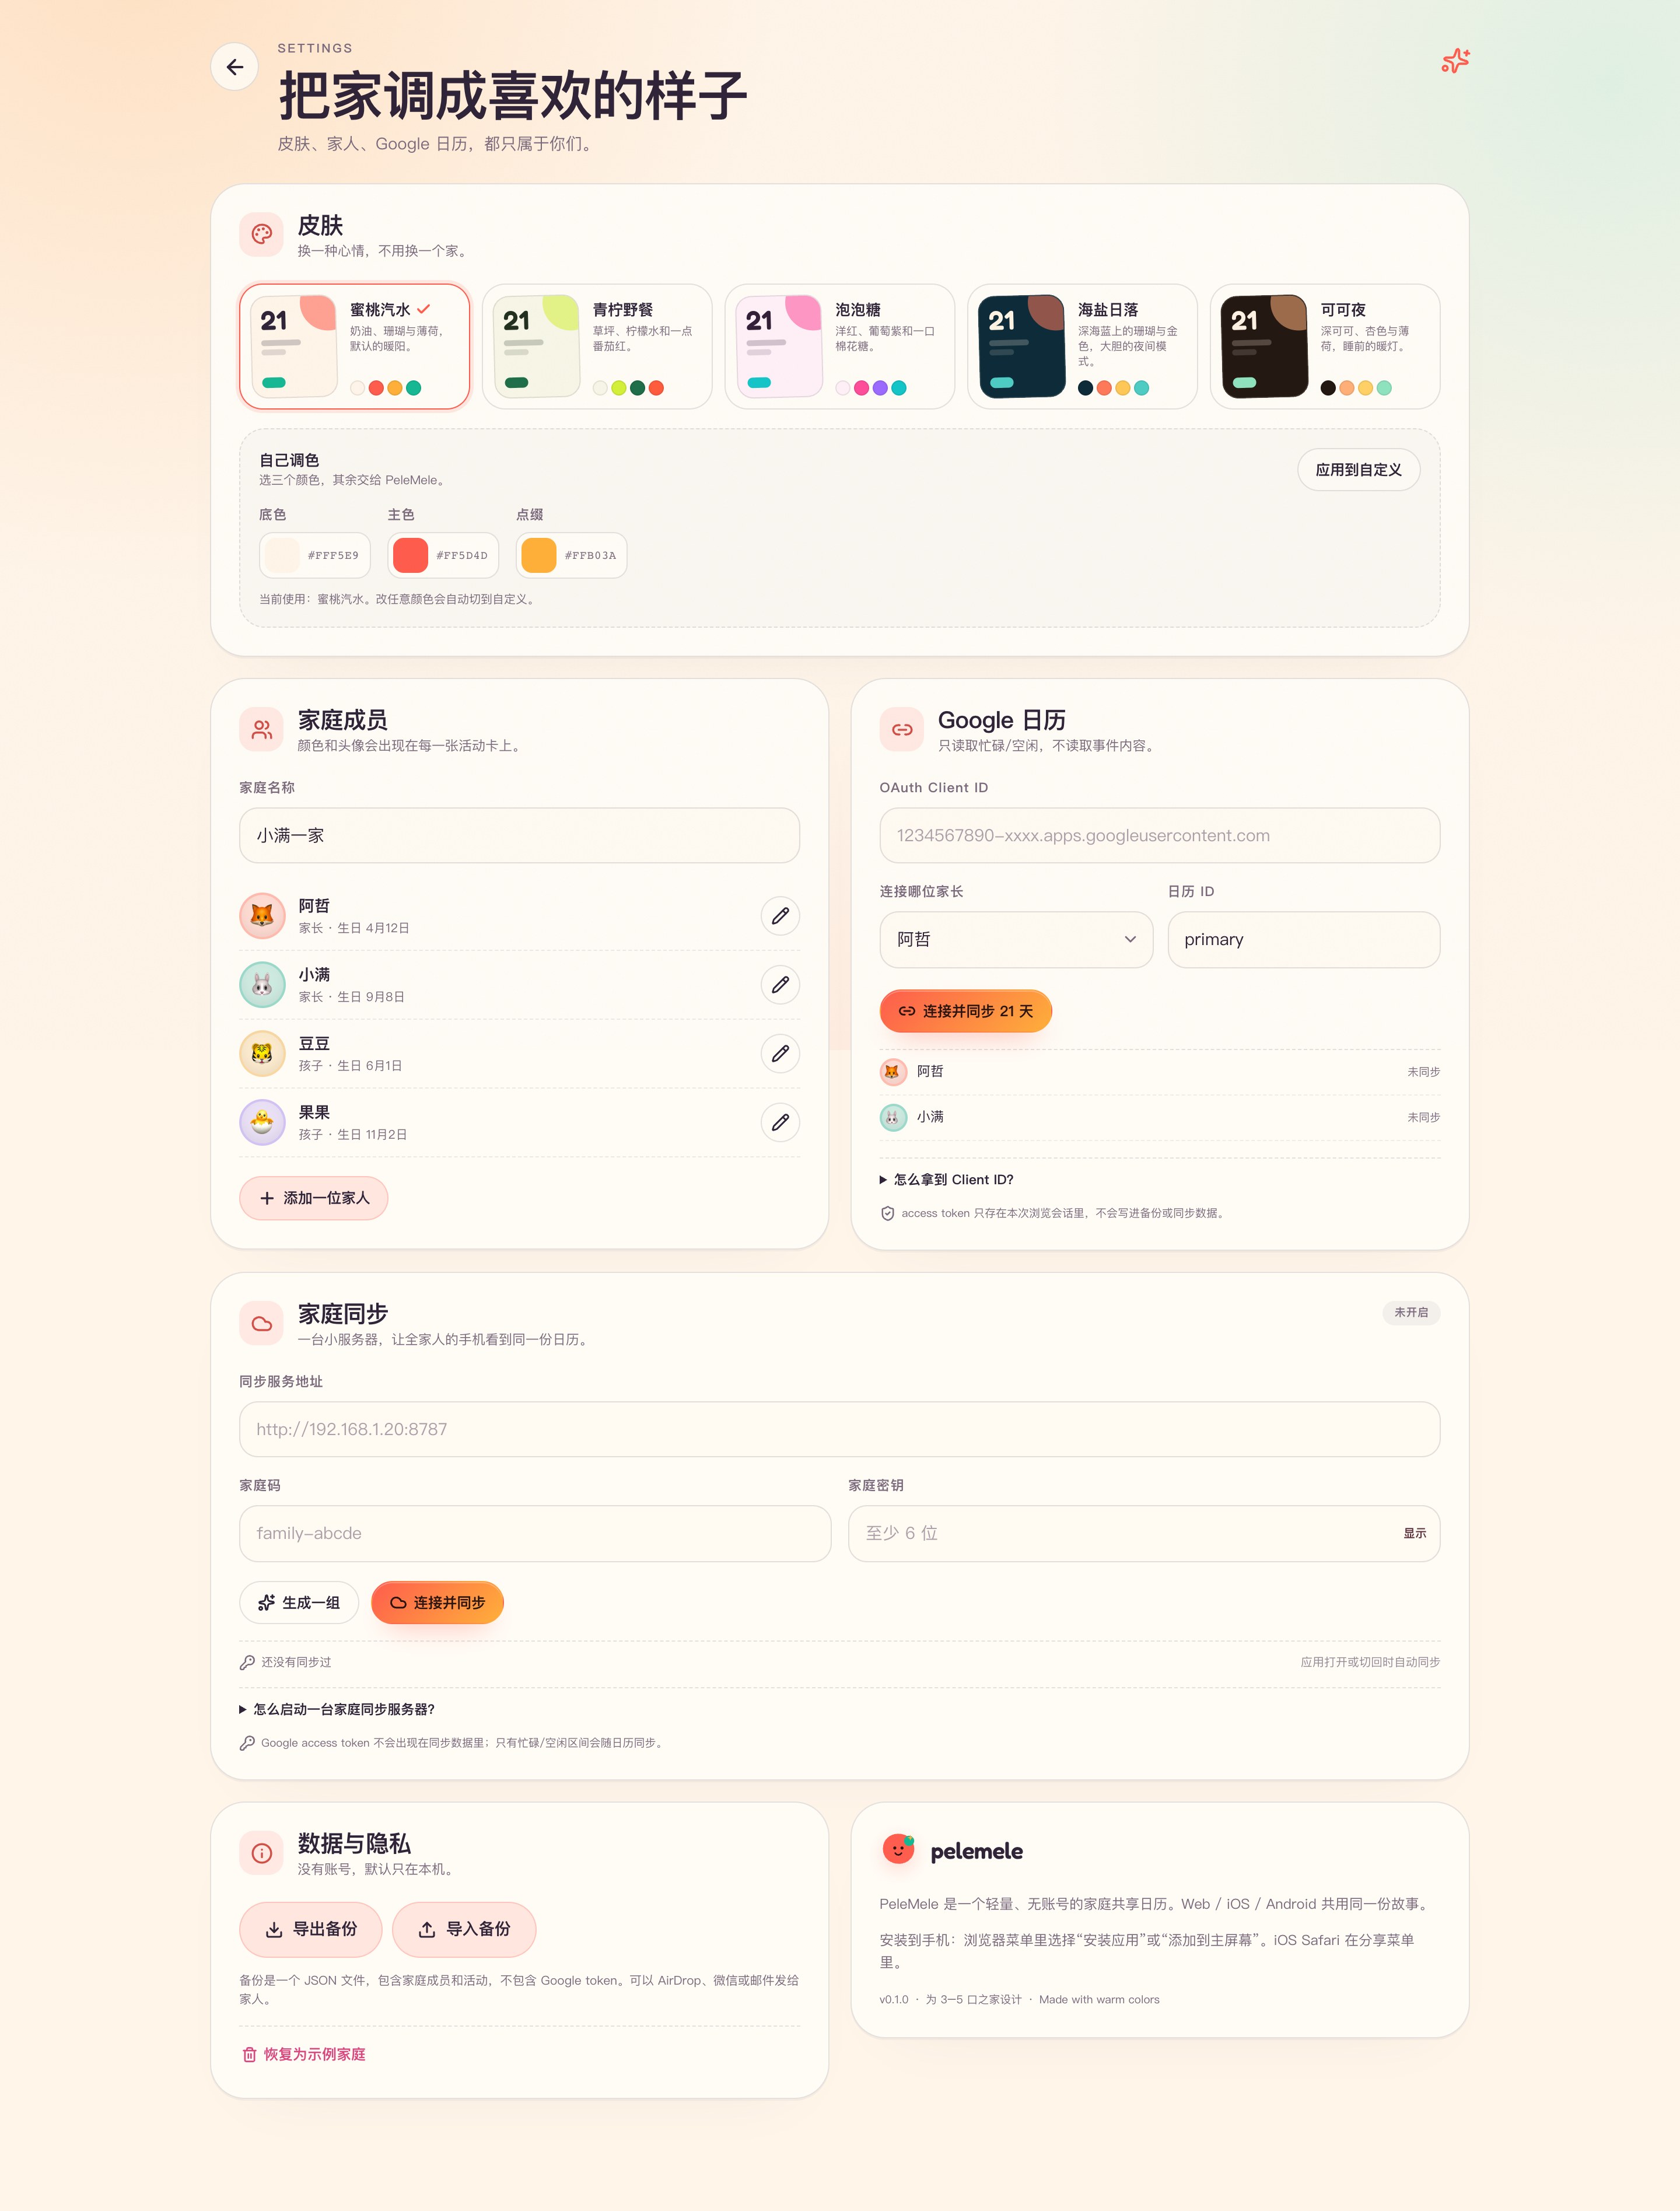 SETTINGS
把家调成喜欢的样子
皮肤、家人、Google 日历，都只属于你们。
皮肤
换一种心情，不用换一个家。
21
蜜桃汽水
奶油、珊瑚与薄荷，
默认的暖阳。
21
青柠野餐
草坪、柠檬水和一点
番茄红。
21
泡泡糖
洋红、葡萄紫和一口
棉花糖。
21
海盐日落
深海蓝上的珊瑚与金
色，大胆的夜间模
式。
21
可可夜
深可可、杏色与薄
荷，睡前的暖灯。
自己调色
选三个颜色，其余交给 PeleMele。
应用到自定义
底色 主色 点缀
#FFF5E9 #FF5D4D #FFB03A
当前使用：蜜桃汽水。改任意颜色会自动切到自定义。
家庭成员
颜色和头像会出现在每一张活动卡上。
家庭名称
小满一家
阿哲
家长 · 生日 4月12日
小满
家长 · 生日 9月8日
豆豆
孩子 · 生日 6月1日
果果
孩子 · 生日 11月2日
添加一位家人
Google 日历
只读取忙碌/空闲，不读取事件内容。
OAuth Client ID
1234567890-xxxx.apps.googleusercontent.com
连接哪位家长 日历 ID
阿哲 primary
连接并同步 21 天
阿哲 未同步
小满 未同步
怎么拿到 Client ID?
access token 只存在本次浏览会话里，不会写进备份或同步数据。
家庭同步
一台小服务器，让全家人的手机看到同一份日历。
未开启
同步服务地址
http://192.168.1.20:8787
家庭码 家庭密钥
family-abcde 至少 6 位 显示
生成一组 连接并同步
还没有同步过 应用打开或切回时自动同步
怎么启动一台家庭同步服务器?
Google access token 不会出现在同步数据里；只有忙碌/空闲区间会随日历同步。
数据与隐私
没有账号，默认只在本机。
导出备份 导入备份
备份是一个 JSON 文件，包含家庭成员和活动，不包含 Google token。可以 AirDrop、微信或邮件发给
家人。
恢复为示例家庭
pelemele
PeleMele 是一个轻量、无账号的家庭共享日历。Web / iOS / Android 共用同一份故事。
安装到手机：浏览器菜单里选择“安装应用”或“添加到主屏幕”。iOS Safari 在分享菜单
里。
v0.1.0 · 为 3–5 口之家设计 · Made with warm colors